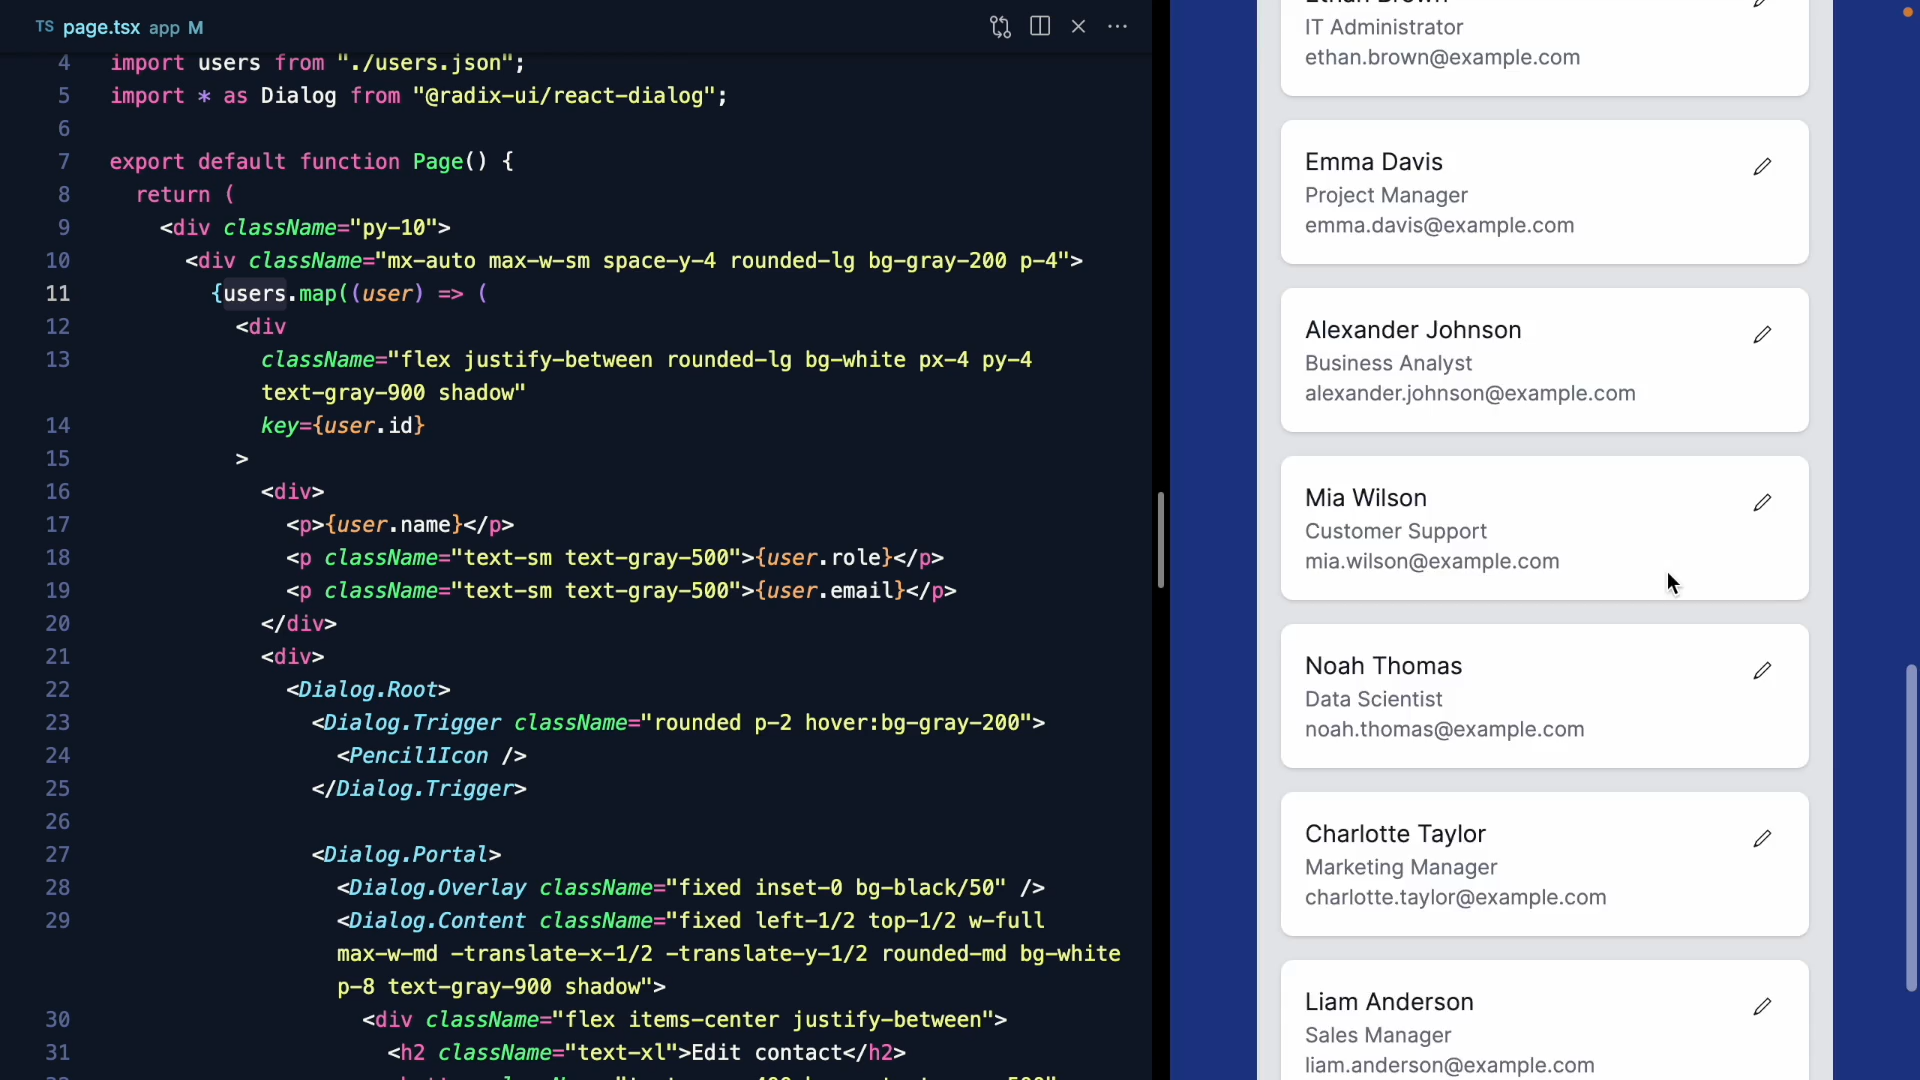 TS page.tsx app M
4 import users from "./users.json";
5 import * as Dialog from "@radix-ui/react-dialog";
6
7 export default function Page() {
8 return (
9 <div className="py-10">
10 <div className="mx-auto max-w-sm space-y-4 rounded-lg bg-gray-200 p-4">
11 {users.map((user) => (
12 <div
13 className="flex justify-between rounded-lg bg-white px-4 py-4
text-gray-900 shadow"
14 key={user.id}
15 >
16 <div>
17 <p>{user.name}</p>
18 <p className="text-sm text-gray-500">{user.role}</p>
19 <p className="text-sm text-gray-500">{user.email}</p>
20 </div>
21 <div>
22 <Dialog.Root>
23 <Dialog.Trigger className="rounded p-2 hover:bg-gray-200">
24 <Pencil1Icon />
25 </Dialog.Trigger>
26
27 <Dialog.Portal>
28 <Dialog.Overlay className="fixed inset-0 bg-black/50" />
29 <Dialog.Content className="fixed left-1/2 top-1/2 w-full
max-w-md -translate-x-1/2 -translate-y-1/2 rounded-md bg-white
p-8 text-gray-900 shadow">
30 <div className="flex items-center justify-between">
31 <h2 className="text-xl">Edit contact</h2>
Ethan Brown
IT Administrator
ethan.brown@example.com
Emma Davis
Project Manager
emma.davis@example.com
Alexander Johnson
Business Analyst
alexander.johnson@example.com
Mia Wilson
Customer Support
mia.wilson@example.com
Noah Thomas
Data Scientist
noah.thomas@example.com
Charlotte Taylor
Marketing Manager
charlotte.taylor@example.com
Liam Anderson
Sales Manager
liam.anderson@example.com